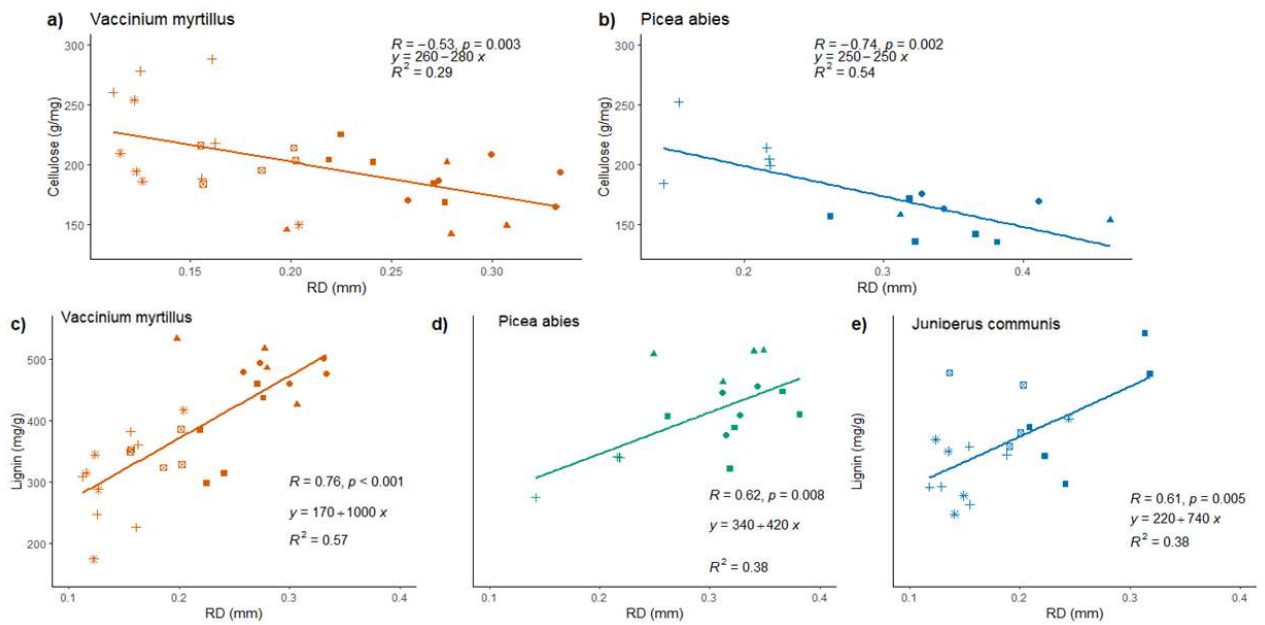 a) Vaccinium myrtillus
R = −0.53, p = 0.003
y = 260 − 280 x
R² = 0.29
300
250
200
150
Cellulose (g/mg)
0.15 0.20 0.25 0.30
RD (mm)
b) Picea abies
R = −0.74, p = 0.002
y = 250 − 250 x
R² = 0.54
300
250
200
150
Cellulose (g/mg)
0.2 0.3 0.4
RD (mm)
c) Vaccinium myrtillus
500
400
300
200
Lignin (mg/g)
R = 0.76, p < 0.001
y = 170 + 1000 x
R² = 0.57
0.1 0.2 0.3 0.4
RD (mm)
d) Picea abies
R = 0.62, p = 0.008
y = 340 + 420 x
R² = 0.38
0.1 0.2 0.3 0.4
RD (mm)
e) Juniperus communis
Lignin (mg/g)
R = 0.61, p = 0.005
y = 220 + 740 x
R² = 0.38
0.1 0.2 0.3 0.4
RD (mm)